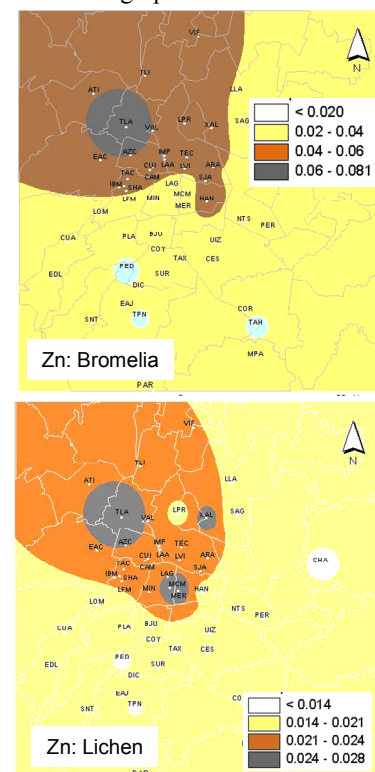 VIF
TLI
ATI
LLA
N
TLA
VAL
LPR
XAL
SAG
< 0.020
0.02 - 0.04
0.04 - 0.06
0.06 - 0.081
EAC
AZC
IMP
TEC
CUI
LAA
LVI
ARA
TAC
CAM
SJA
IBM
SHA
LAG
LFM
MIN
MCM
HAN
MER
LOM
NTS
PER
CUA
PLA
BJU
UIZ
COY
TAX
CES
EDL
PED
SUR
DIC
EAJ
SNT
TPN
COR
TAH
MPA
Zn: Bromelia
PAR
VIF
TLI
ATI
LLA
N
TLA
VAL
LPR
XAL
SAG
EAC
AZC
IMP
TEC
CUI
LAA
LVI
ARA
CHA
TAC
CAM
SJA
IBM
SHA
LAG
LFM
MIN
MCM
HAN
MER
LOM
NTS
PER
CUA
PLA
BJU
UIZ
COY
TAX
CES
EDL
PED
SUR
DIC
EAJ
SNT
TPN
CO
< 0.014
0.014 - 0.021
0.021 - 0.024
0.024 - 0.028
Zn: Lichen